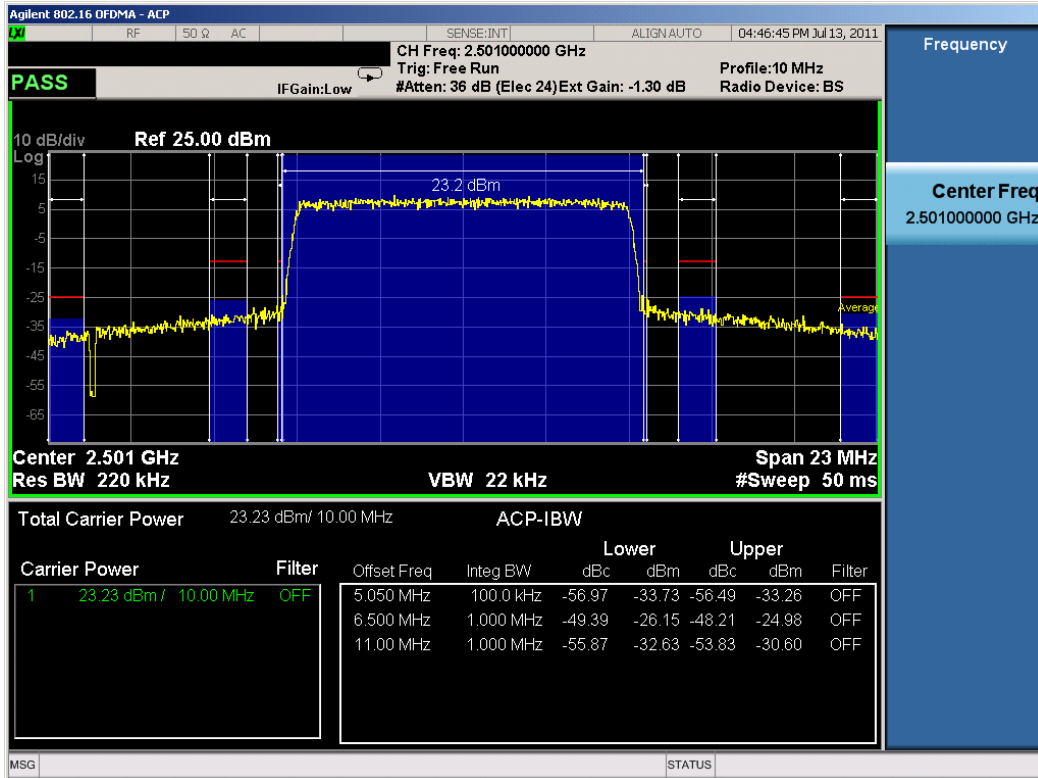 Agilent 802.16 OFDMA - ACP
LXI RF 50 Ω AC SENSE:INT ALIGN AUTO 04:46:45 PM Jul 13, 2011
CH Freq: 2.501000000 GHz
Trig: Free Run Profile:10 MHz
PASS IFGain:Low #Atten: 36 dB (Elec 24) Ext Gain: -1.30 dB Radio Device: BS
Frequency
Center Freq
2.501000000 GHz
10 dB/div Ref 25.00 dBm
Log
15
5
-5
-15
-25
-35
-45
-55
-65
23.2 dBm
Average
Center 2.501 GHz Span 23 MHz
Res BW 220 kHz VBW 22 kHz #Sweep 50 ms
Total Carrier Power 23.23 dBm/ 10.00 MHz ACP-IBW
Lower Upper
Carrier Power Filter Offset Freq Integ BW dBc dBm dBc dBm Filter
1 23.23 dBm / 10.00 MHz OFF 5.050 MHz 100.0 kHz -56.97 -33.73 -56.49 -33.26 OFF
6.500 MHz 1.000 MHz -49.39 -26.15 -48.21 -24.98 OFF
11.00 MHz 1.000 MHz -55.87 -32.63 -53.83 -30.60 OFF
MSG STATUS